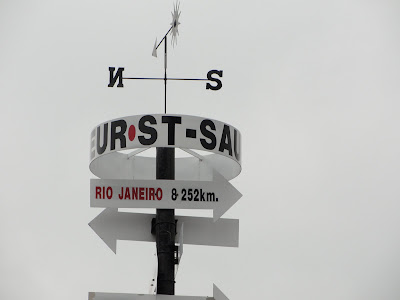 N S
EUR•ST-SAU
RIO JANEIRO 8 252km.